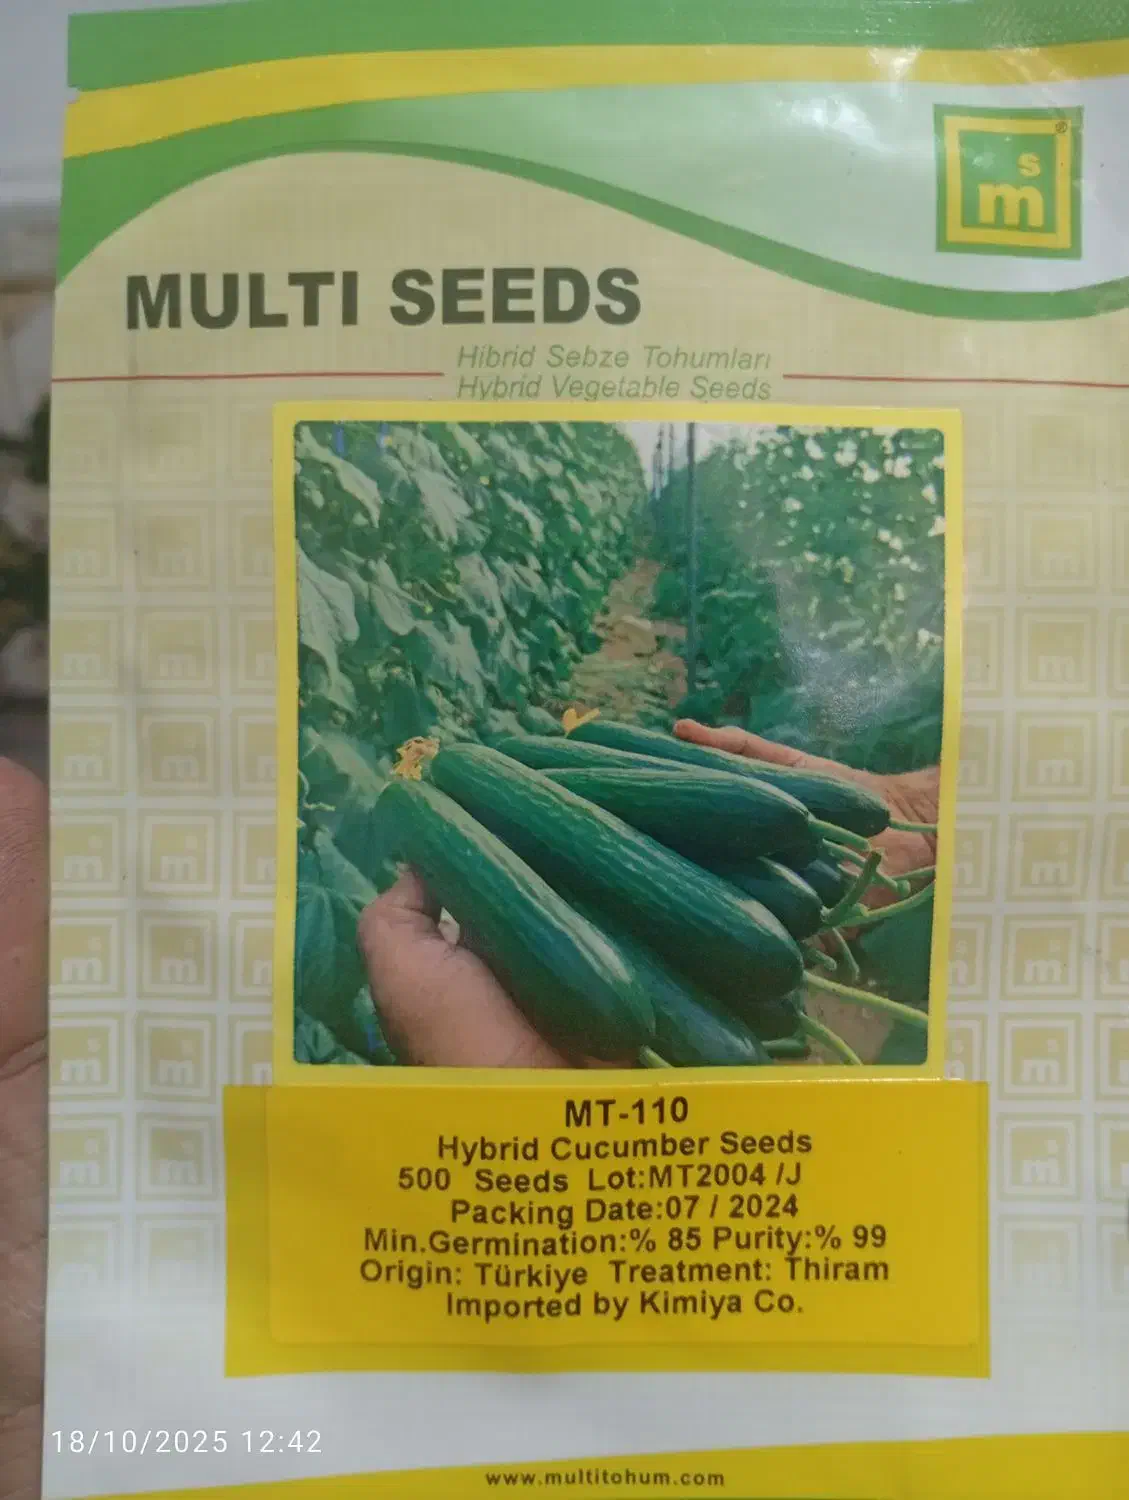 s
m
®
MULTI SEEDS
Hibrid Sebze Tohumları
Hybrid Vegetable Seeds
MT-110
Hybrid Cucumber Seeds
500 Seeds Lot:MT2004 /J
Packing Date:07 / 2024
Min.Germination:% 85 Purity:% 99
Origin: Türkiye Treatment: Thiram
Imported by Kimiya Co.
18/10/2025 12:42
www.multitohum.com